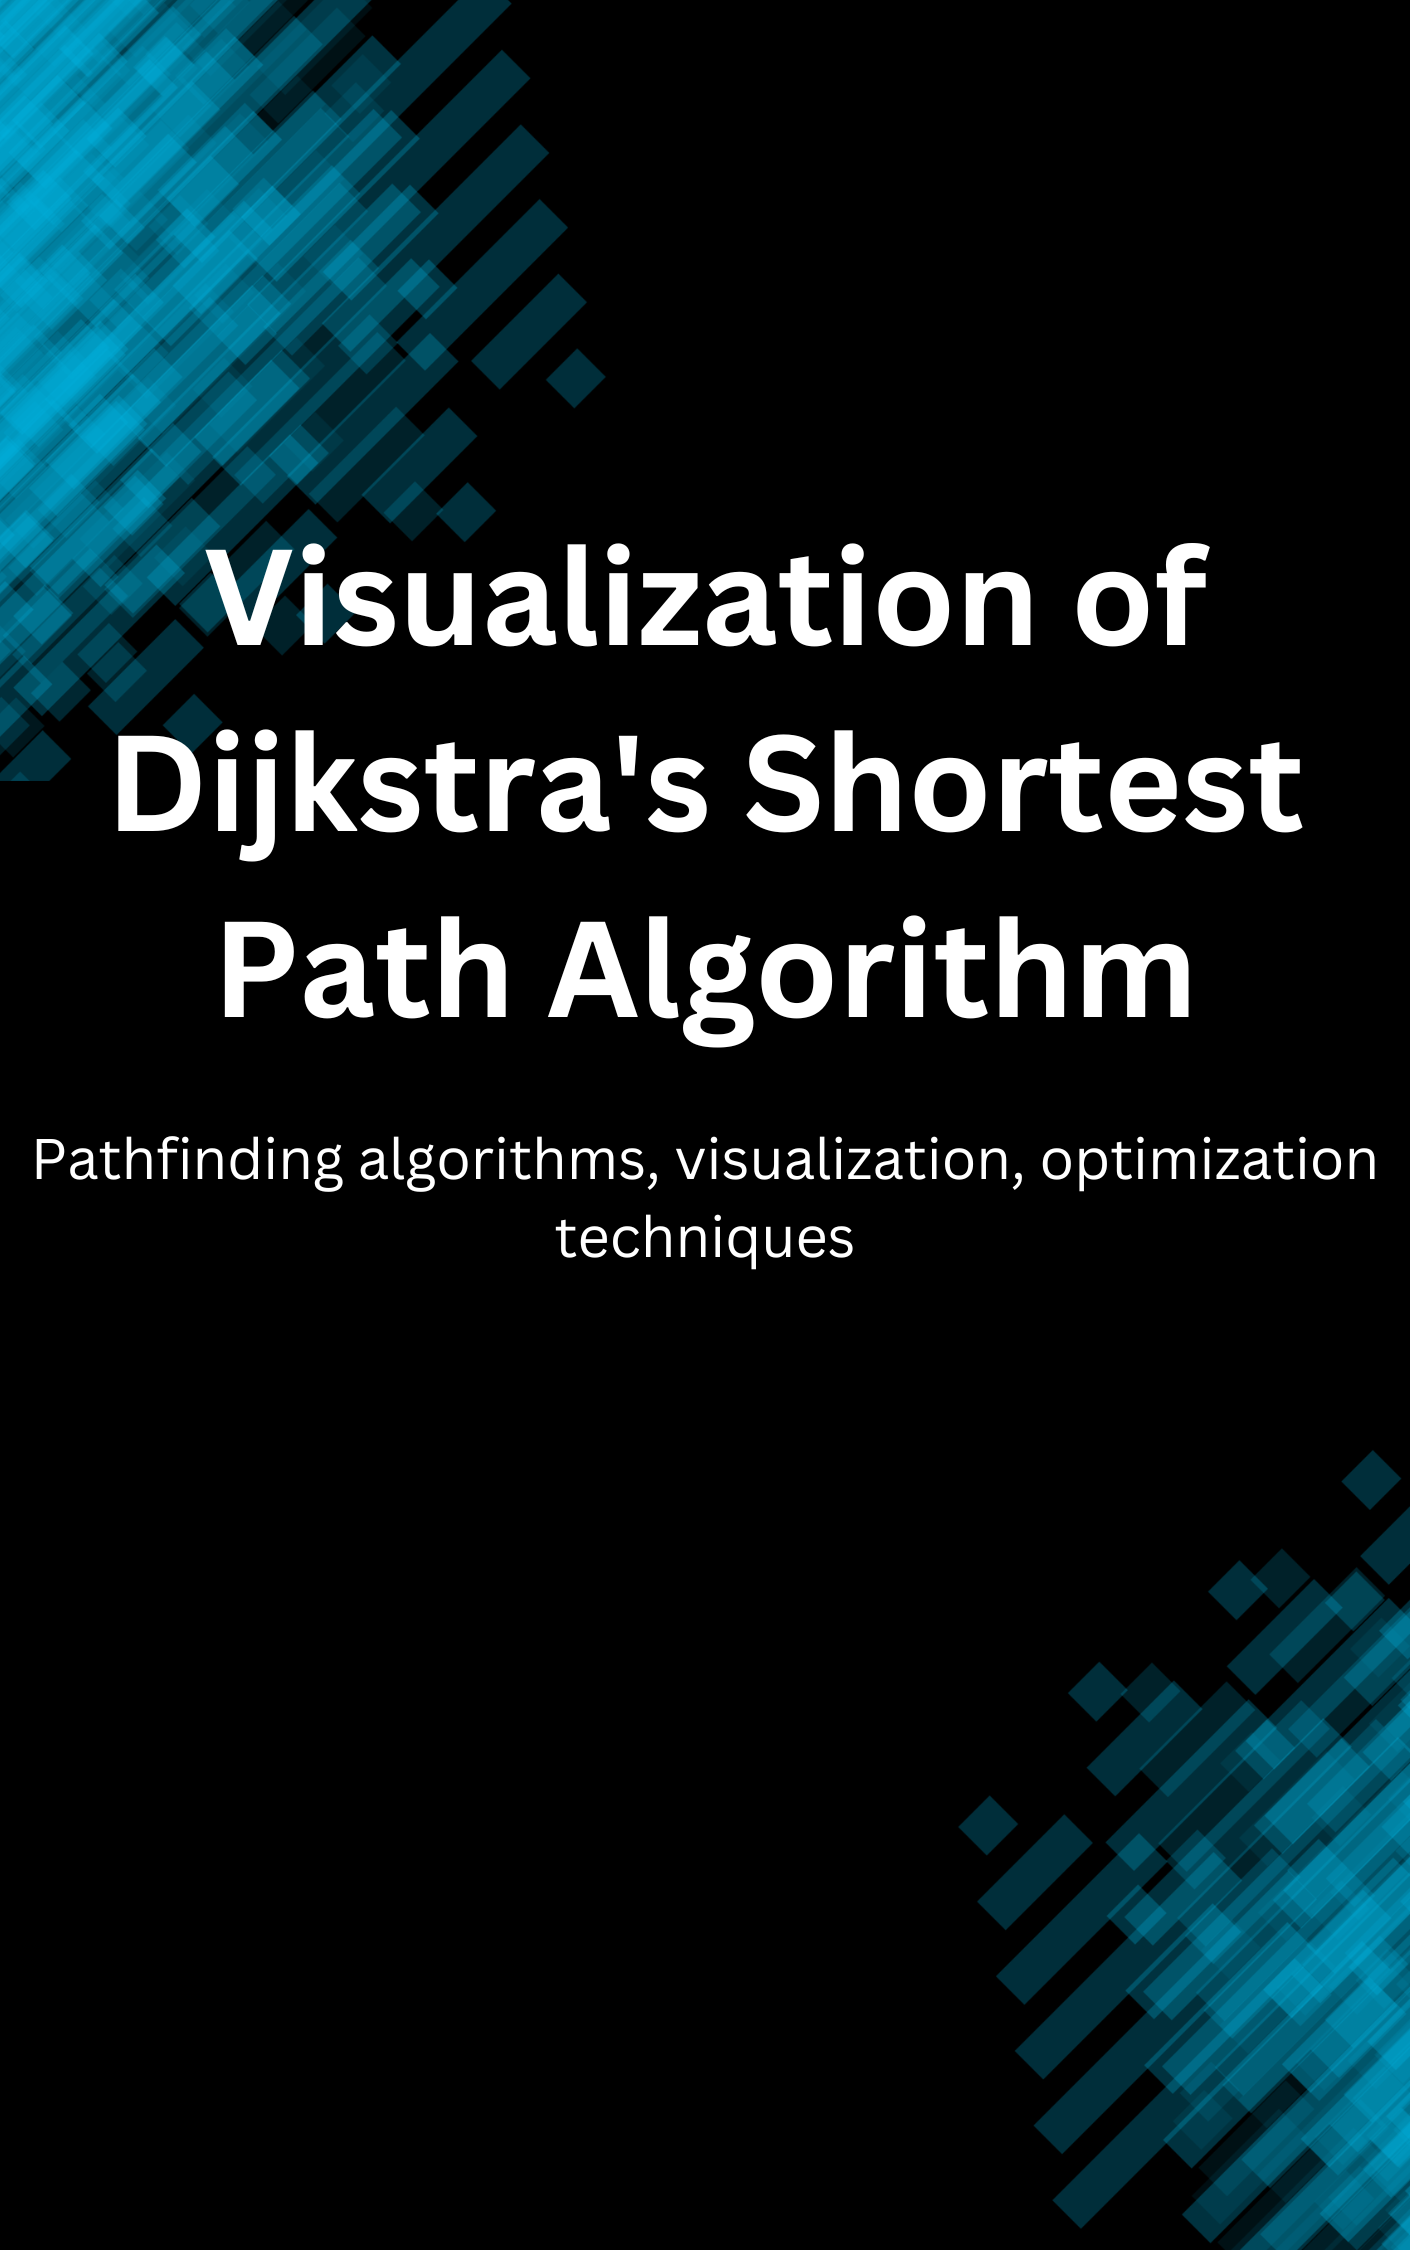 Visualization of
Dijkstra's Shortest
Path Algorithm
Pathfinding algorithms, visualization, optimization
techniques